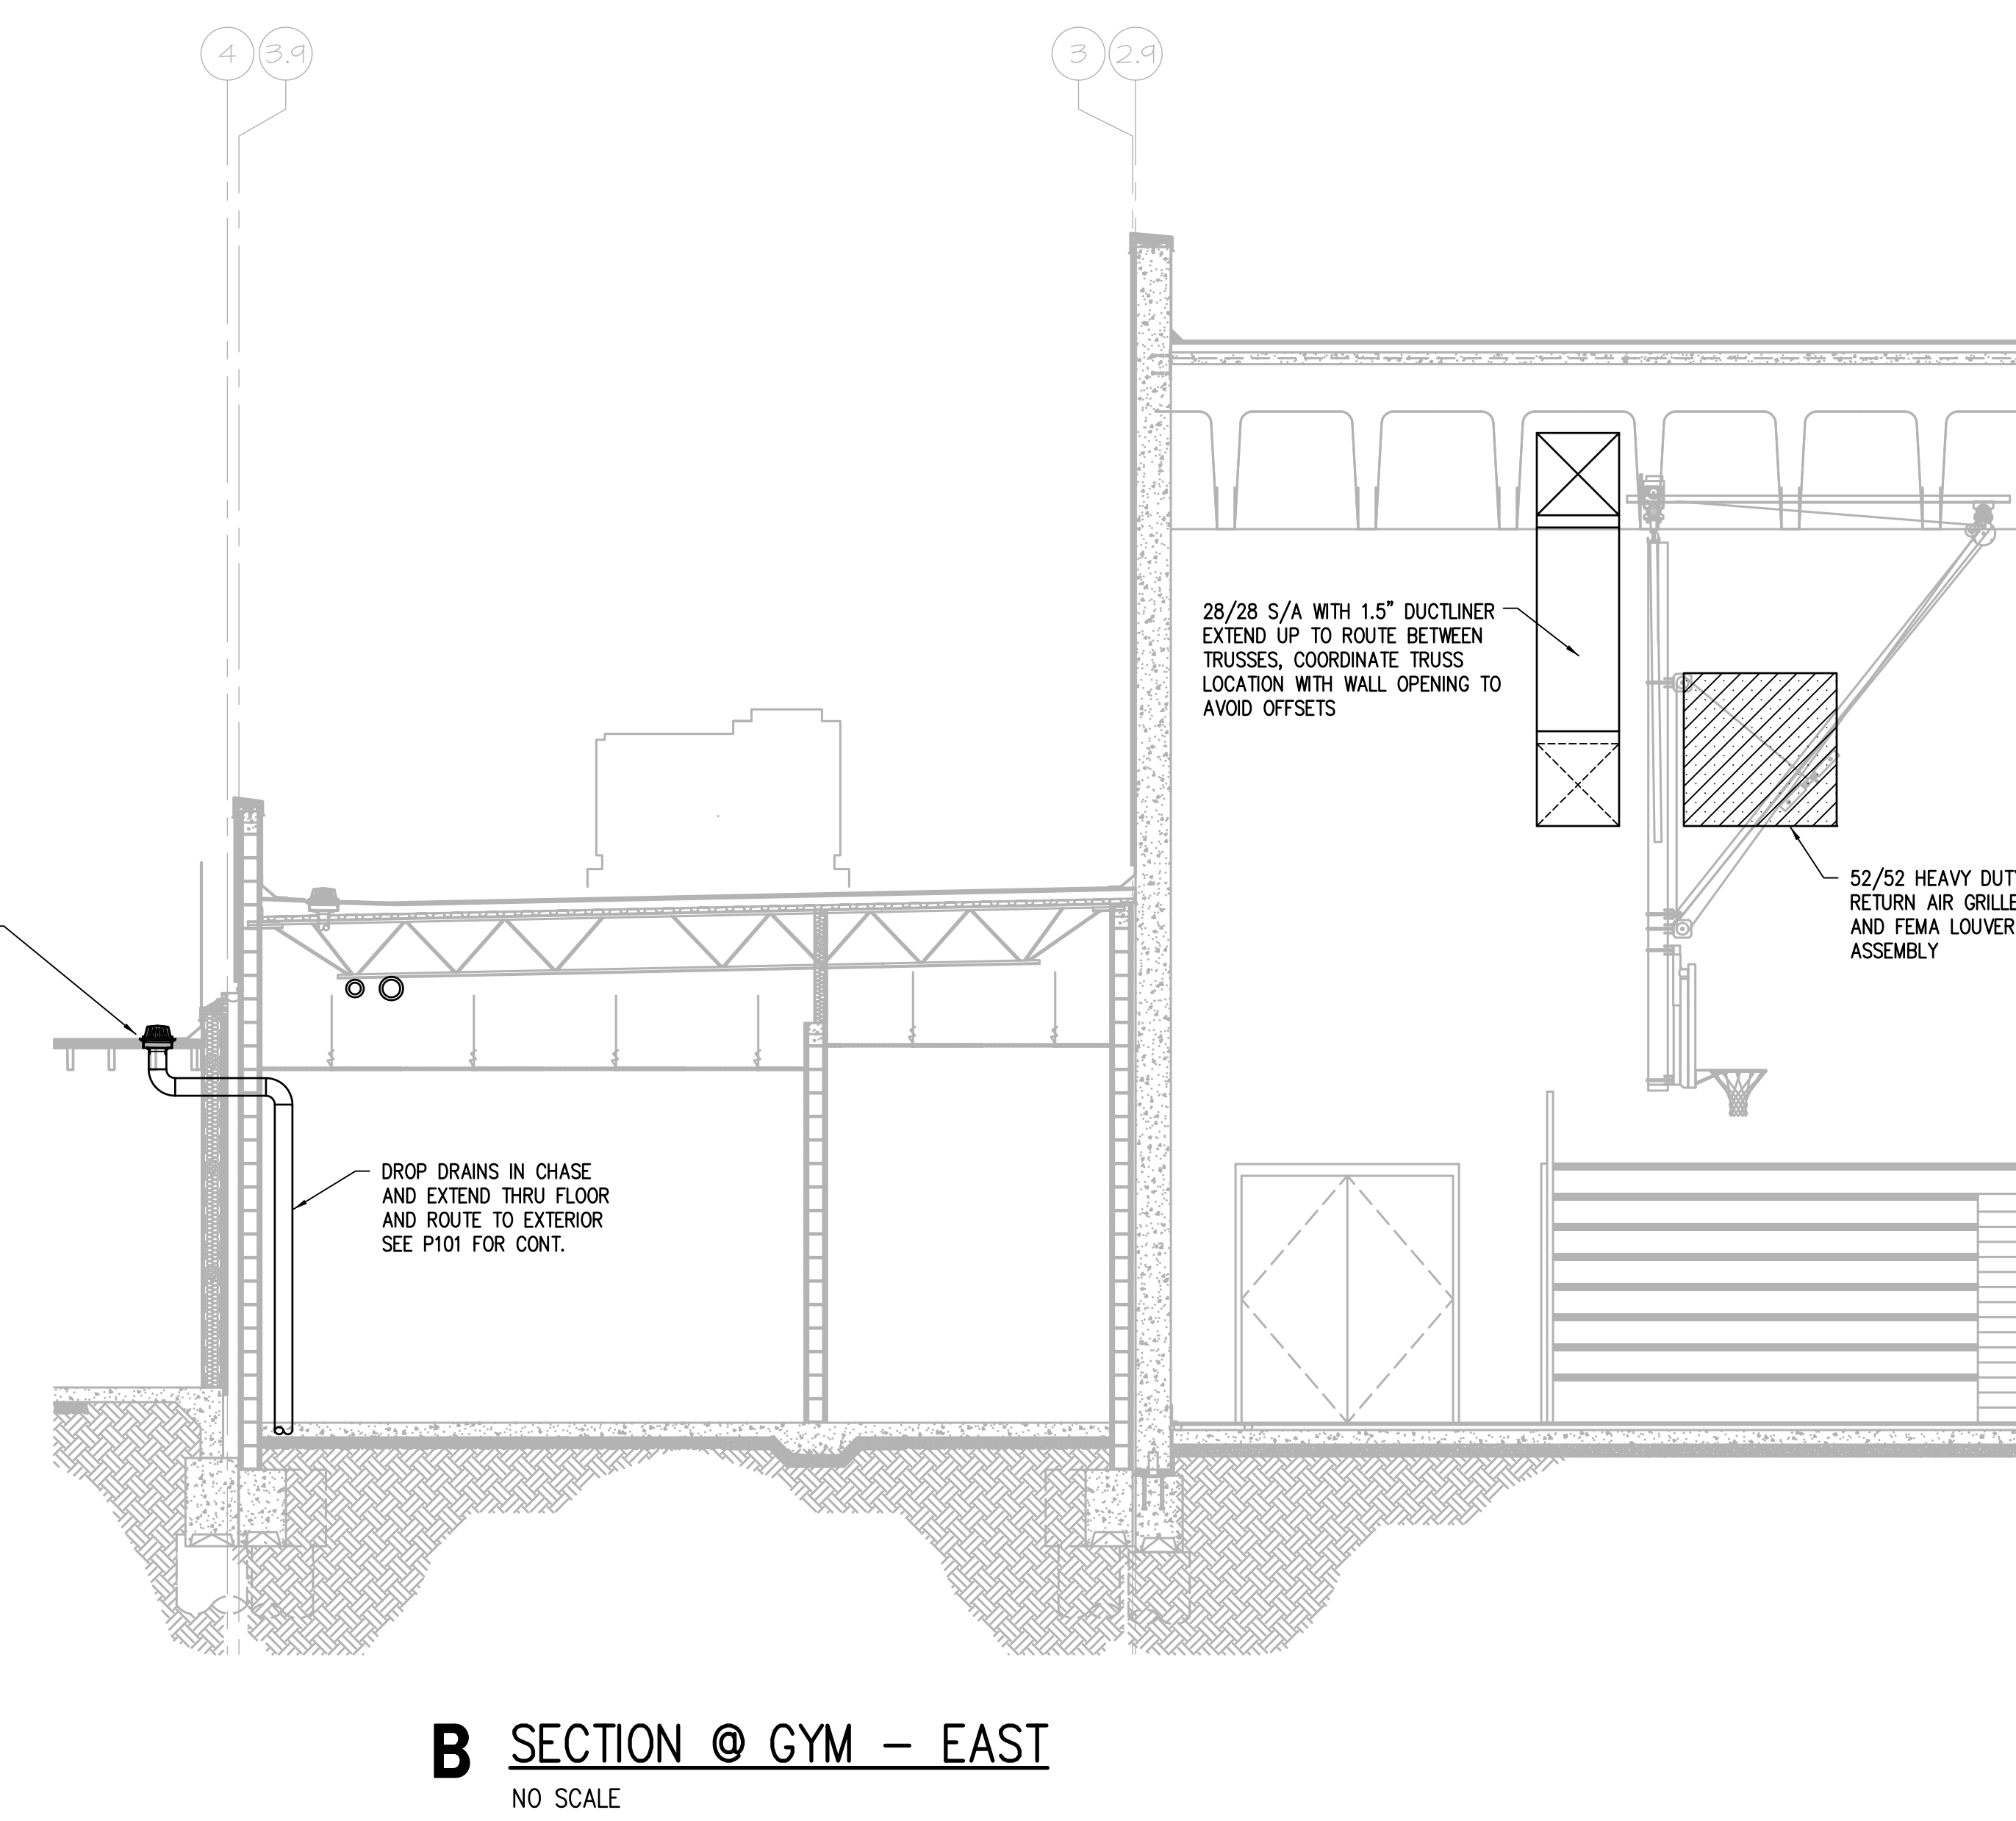 4 3.9 3 2.9
28/28 S/A WITH 1.5" DUCTLINER
EXTEND UP TO ROUTE BETWEEN
TRUSSES, COORDINATE TRUSS
LOCATION WITH WALL OPENING TO
AVOID OFFSETS
52/52 HEAVY DUTY
RETURN AIR GRILLE
AND FEMA LOUVER
ASSEMBLY
DROP DRAINS IN CHASE
AND EXTEND THRU FLOOR
AND ROUTE TO EXTERIOR
SEE P101 FOR CONT.
B SECTION @ GYM - EAST
NO SCALE